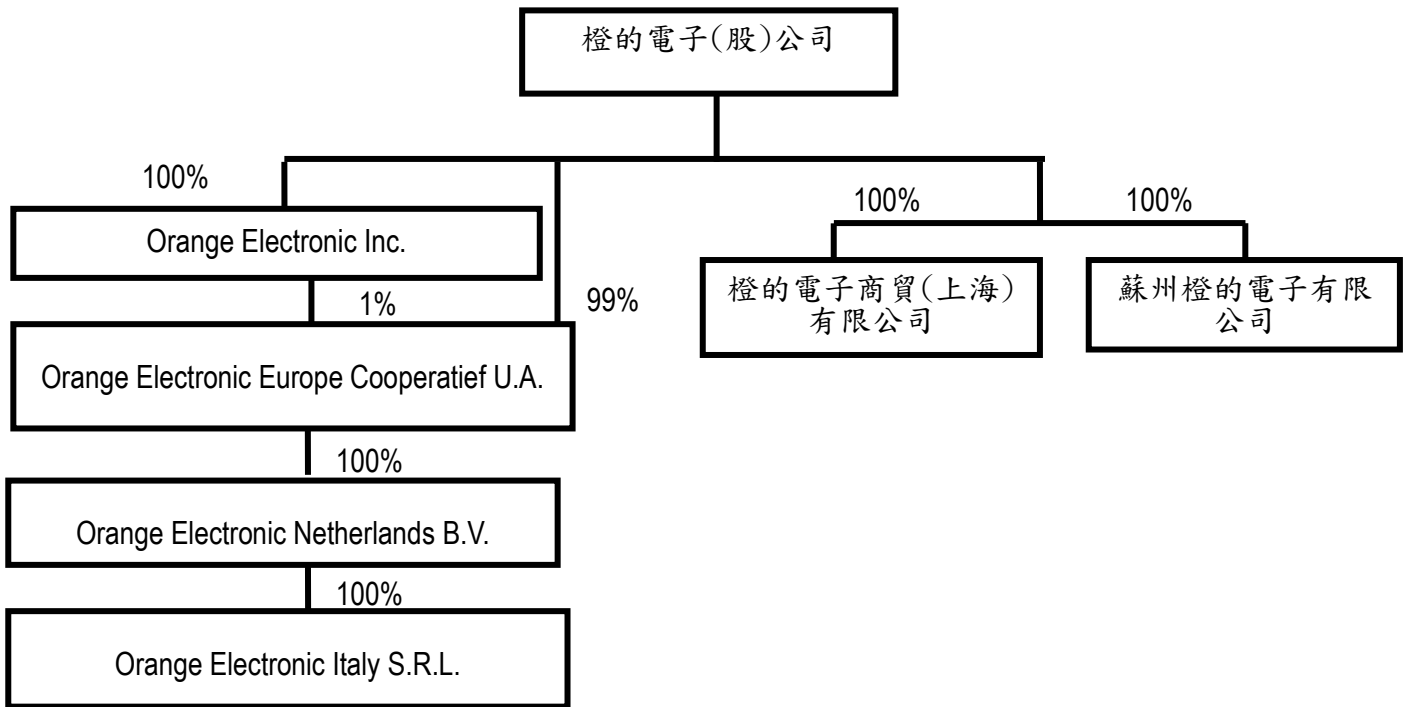 橙的電子(股)公司
100%
Orange Electronic Inc.
1%
99%
Orange Electronic Europe Cooperatief U.A.
100%
Orange Electronic Netherlands B.V.
100%
Orange Electronic Italy S.R.L.
100%
100%
橙的電子商貿(上海)
有限公司
蘇州橙的電子有限
公司